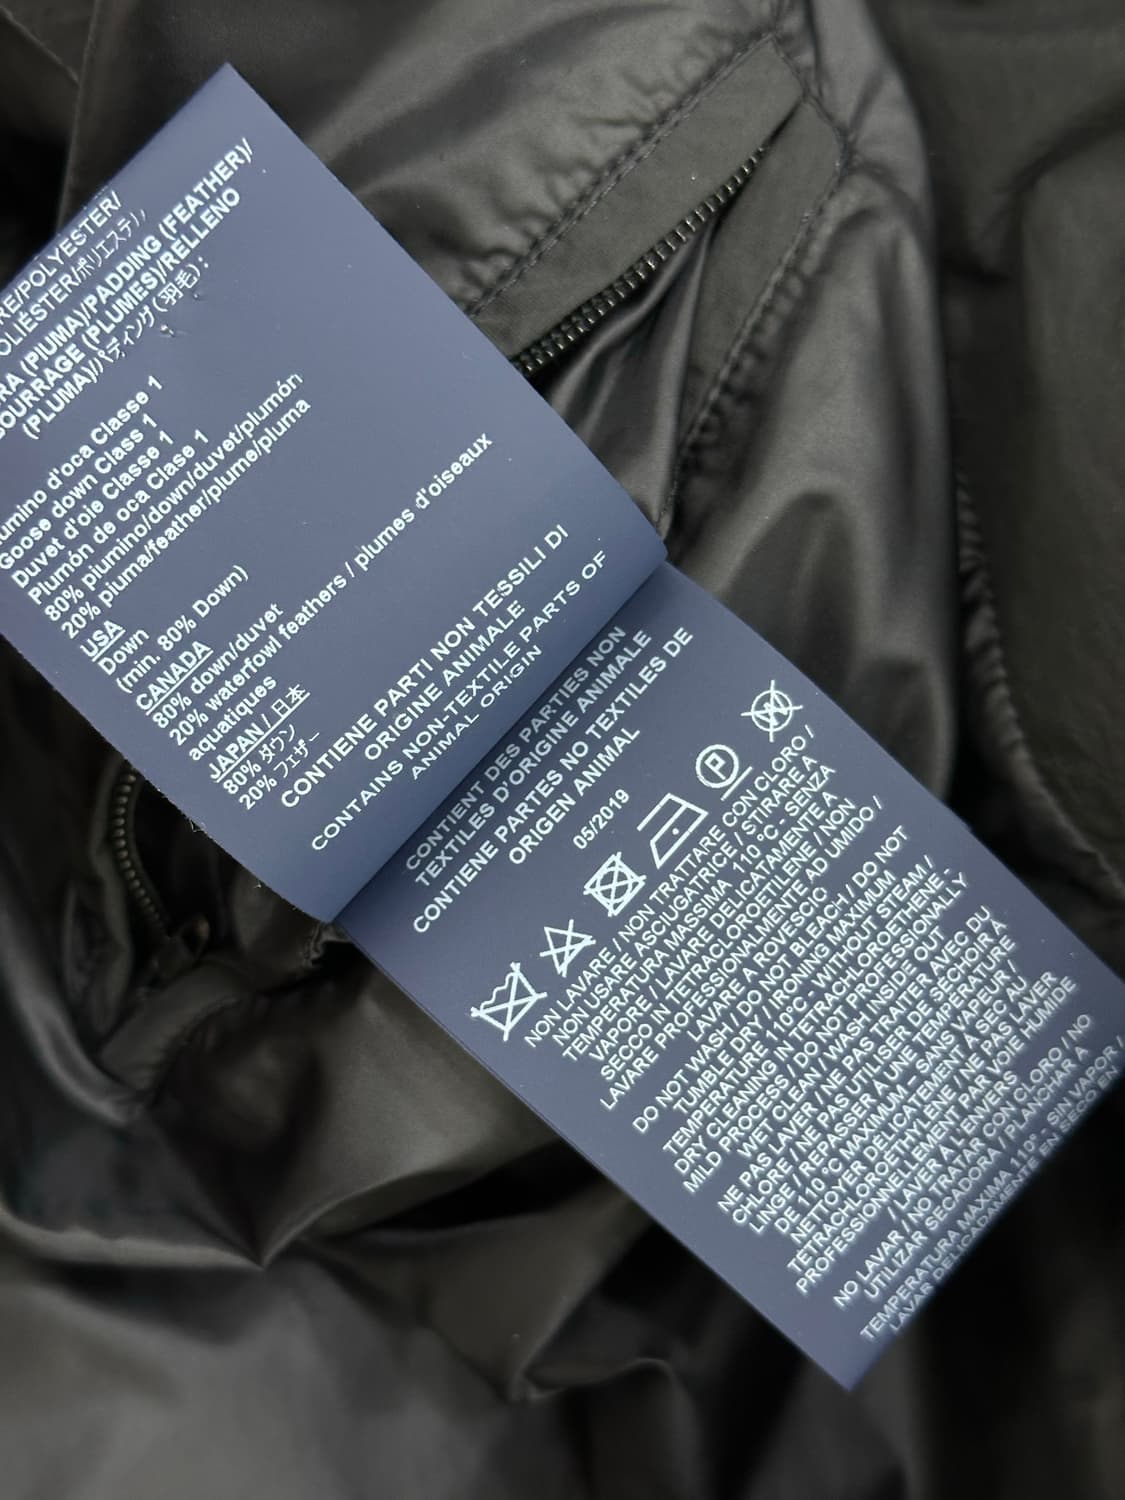 RE/POLYESTER/
OLIÉSTER/ポリエステル
RA (PIUMA)/PADDING (FEATHER)/
BOURRAGE (PLUMES)/RELLENO
(PLUMA)/パディング(羽毛):
iumino d'oca Classe 1
Goose down Class 1
Duvet d'oie Classe 1
Plumón de oca Clase 1
80% piumino/down/duvet/plumón
20% piuma/feather/plume/pluma
USA
Down
(min. 80% Down)
CANADA
80% down/duvet
20% waterfowl feathers / plumes d'oiseaux
aquatiques
JAPAN / 日本
80% ダウン
20% フェザー
CONTIENE PARTI NON TESSILI DI
ORIGINE ANIMALE
CONTAINS NON-TEXTILE PARTS OF
ANIMAL ORIGIN
CONTIENT DES PARTIES NON
TEXTILES D'ORIGINE ANIMALE
CONTIENE PARTES NO TEXTILES DE
ORIGEN ANIMAL
05/2019
P
W
NON LAVARE / NON TRATTARE CON CLORO /
NON USARE ASCIUGATRICE / STIRARE A
TEMPERATURA MASSIMA 110 °C - SENZA
VAPORE / LAVARE DELICATAMENTE A
SECCO IN TETRACLOROETILENE / NON
LAVARE PROFESSIONALMENTE AD UMIDO /
LAVARE A ROVESCIO
DO NOT WASH / DO NOT BLEACH / DO NOT
TUMBLE DRY / IRONING MAXIMUM
TEMPERATURE 110°C - WITHOUT STEAM /
DRY CLEANING IN TETRACHLOROETHENE -
MILD PROCESS / DO NOT PROFESSIONALLY
WET CLEAN / WASH INSIDE OUT
NE PAS LAVER / NE PAS TRAITER AVEC DU
CHLORE / NE PAS UTILISER DE SÉCHOIR À
LINGE / REPASSER À UNE TEMPÉRATURE
DE 110 °C MAXIMUM – SANS VAPEUR /
NETTOYER DÉLICATEMENT À SEC AU
TÉTRACHLOROÉTHYLÈNE / NE PAS LAVER
PROFESSIONNELLEMENT PAR VOIE HUMIDE
/ LAVER À L'ENVERS
NO LAVAR / NO TRATAR CON CLORO / NO
UTILIZAR SECADORA / PLANCHAR A
TEMPERATURA MÁXIMA 110° - SIN VAPOR /
LAVAR DELICADAMENTE EN SECO EN